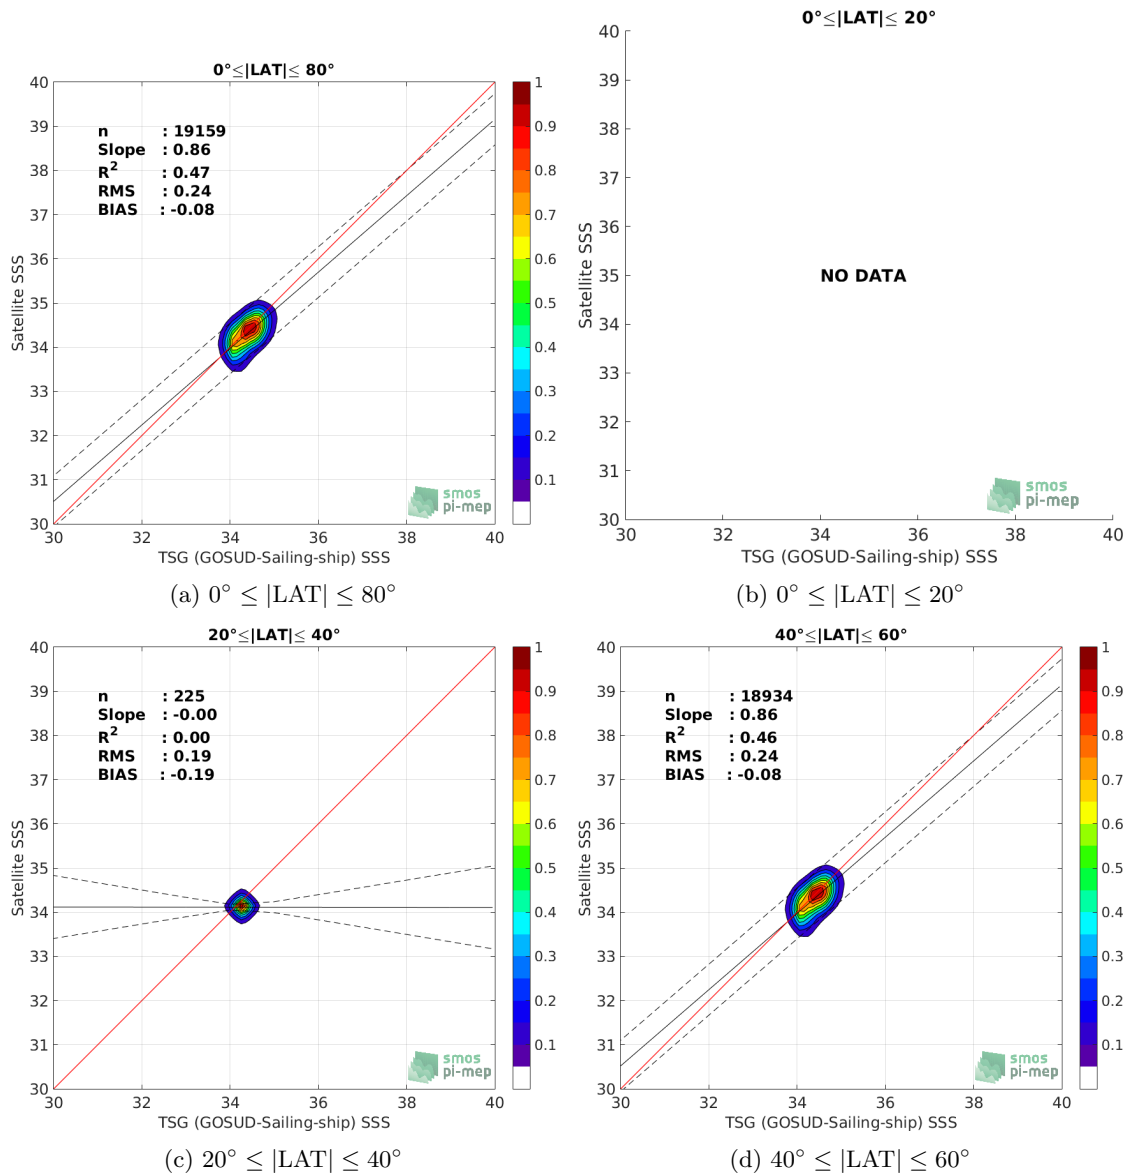 0°≤|LAT|≤ 80°
n : 19159
Slope : 0.86
R² : 0.47
RMS : 0.24
BIAS : -0.08
40
39
38
37
36
35
34
33
32
31
30
30
32
34
36
38
40
Satellite SSS
TSG (GOSUD-Sailing-ship) SSS
1
0.9
0.8
0.7
0.6
0.5
0.4
0.3
0.2
0.1
smos
pi-mep
(a) 0° ≤ |LAT| ≤ 80°
0°≤|LAT|≤ 20°
40
39
38
37
36
35
34
33
32
31
30
30
32
34
36
38
40
Satellite SSS
NO DATA
TSG (GOSUD-Sailing-ship) SSS
smos
pi-mep
(b) 0° ≤ |LAT| ≤ 20°
20°≤|LAT|≤ 40°
n : 225
Slope : -0.00
R² : 0.00
RMS : 0.19
BIAS : -0.19
40
39
38
37
36
35
34
33
32
31
30
30
32
34
36
38
40
Satellite SSS
TSG (GOSUD-Sailing-ship) SSS
1
0.9
0.8
0.7
0.6
0.5
0.4
0.3
0.2
0.1
smos
pi-mep
(c) 20° ≤ |LAT| ≤ 40°
40°≤|LAT|≤ 60°
n : 18934
Slope : 0.86
R² : 0.46
RMS : 0.24
BIAS : -0.08
40
39
38
37
36
35
34
33
32
31
30
30
32
34
36
38
40
Satellite SSS
TSG (GOSUD-Sailing-ship) SSS
1
0.9
0.8
0.7
0.6
0.5
0.4
0.3
0.2
0.1
smos
pi-mep
(d) 40° ≤ |LAT| ≤ 60°